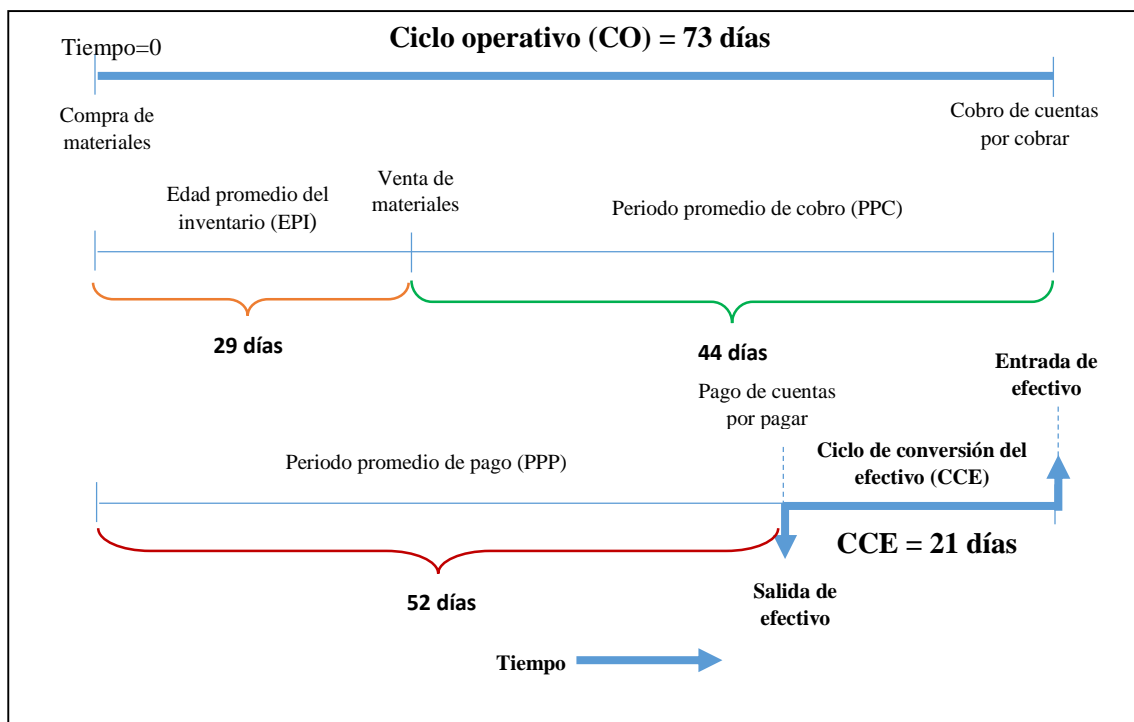 Ciclo operativo (CO) = 73 días
Tiempo=0
Compra de
materiales
Cobro de cuentas
por cobrar
Edad promedio del
inventario (EPI)
Venta de
materiales
Periodo promedio de cobro (PPC)
29 días
44 días
Entrada de
efectivo
Pago de cuentas
por pagar
Periodo promedio de pago (PPP)
Ciclo de conversión del
efectivo (CCE)
CCE = 21 días
52 días
Salida de
efectivo
Tiempo